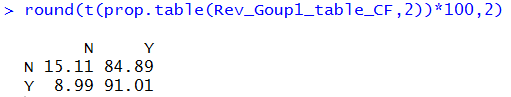 > round(t(prop.table(Rev_Goup1_table_CF,2))*100,2)
N Y
N 15.11 84.89
Y 8.99 91.01